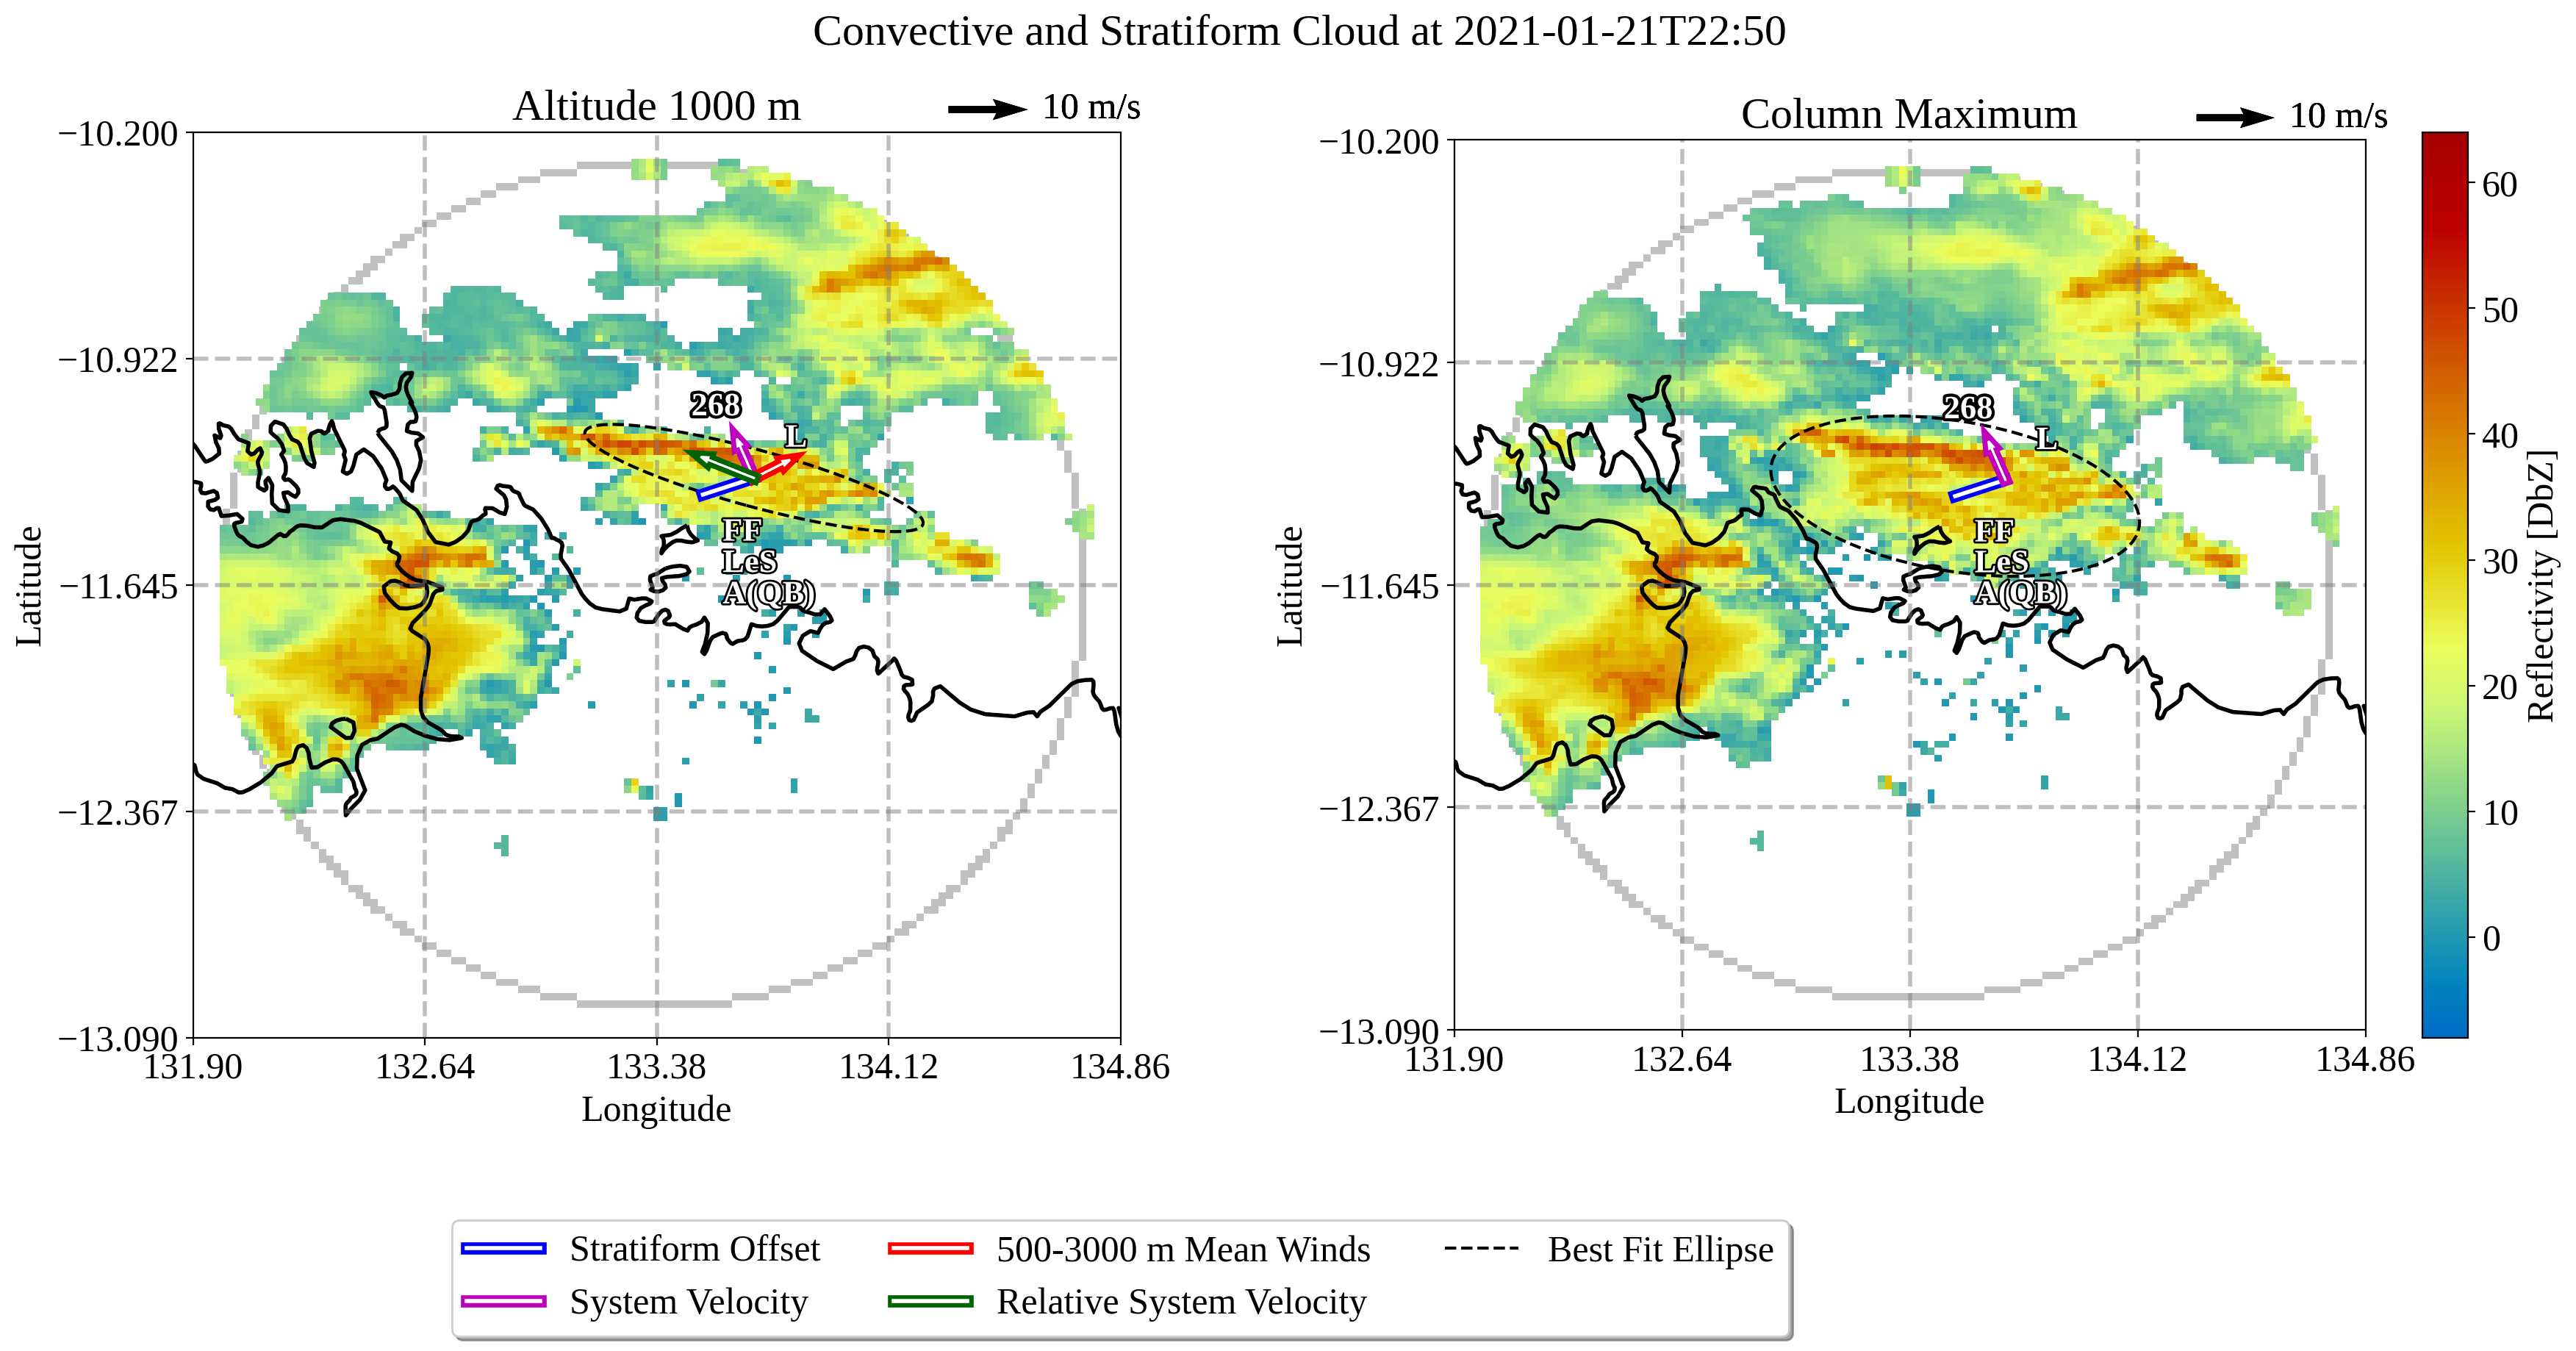 Convective and Stratiform Cloud at 2021-01-21T22:50
Altitude 1000 m
10 m/s
−10.200
−10.922
−11.645
−12.367
−13.090
131.90
132.64
133.38
134.12
134.86
Latitude
Longitude
268
L
FF
LeS
A(QB)
Column Maximum
10 m/s
−10.200
−10.922
−11.645
−12.367
−13.090
131.90
132.64
133.38
134.12
134.86
Latitude
Longitude
268
L
FF
LeS
A(QB)
60
50
40
30
20
10
0
Reflectivity [DbZ]
Stratiform Offset
System Velocity
500-3000 m Mean Winds
Relative System Velocity
Best Fit Ellipse